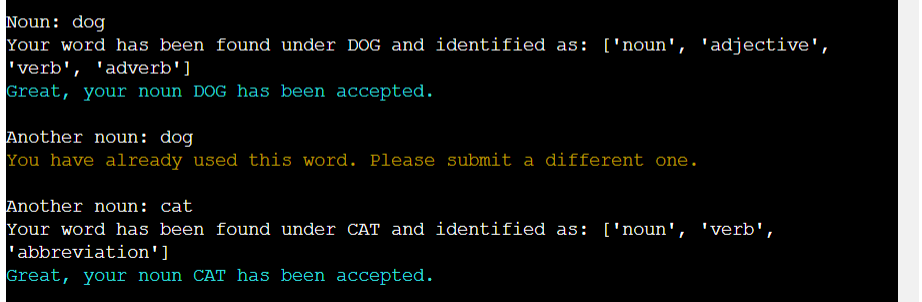 Noun: dog
Your word has been found under DOG and identified as: ['noun', 'adjective',
'verb', 'adverb']
Great, your noun DOG has been accepted.
Another noun: dog
You have already used this word. Please submit a different one.
Another noun: cat
Your word has been found under CAT and identified as: ['noun', 'verb',
'abbreviation']
Great, your noun CAT has been accepted.